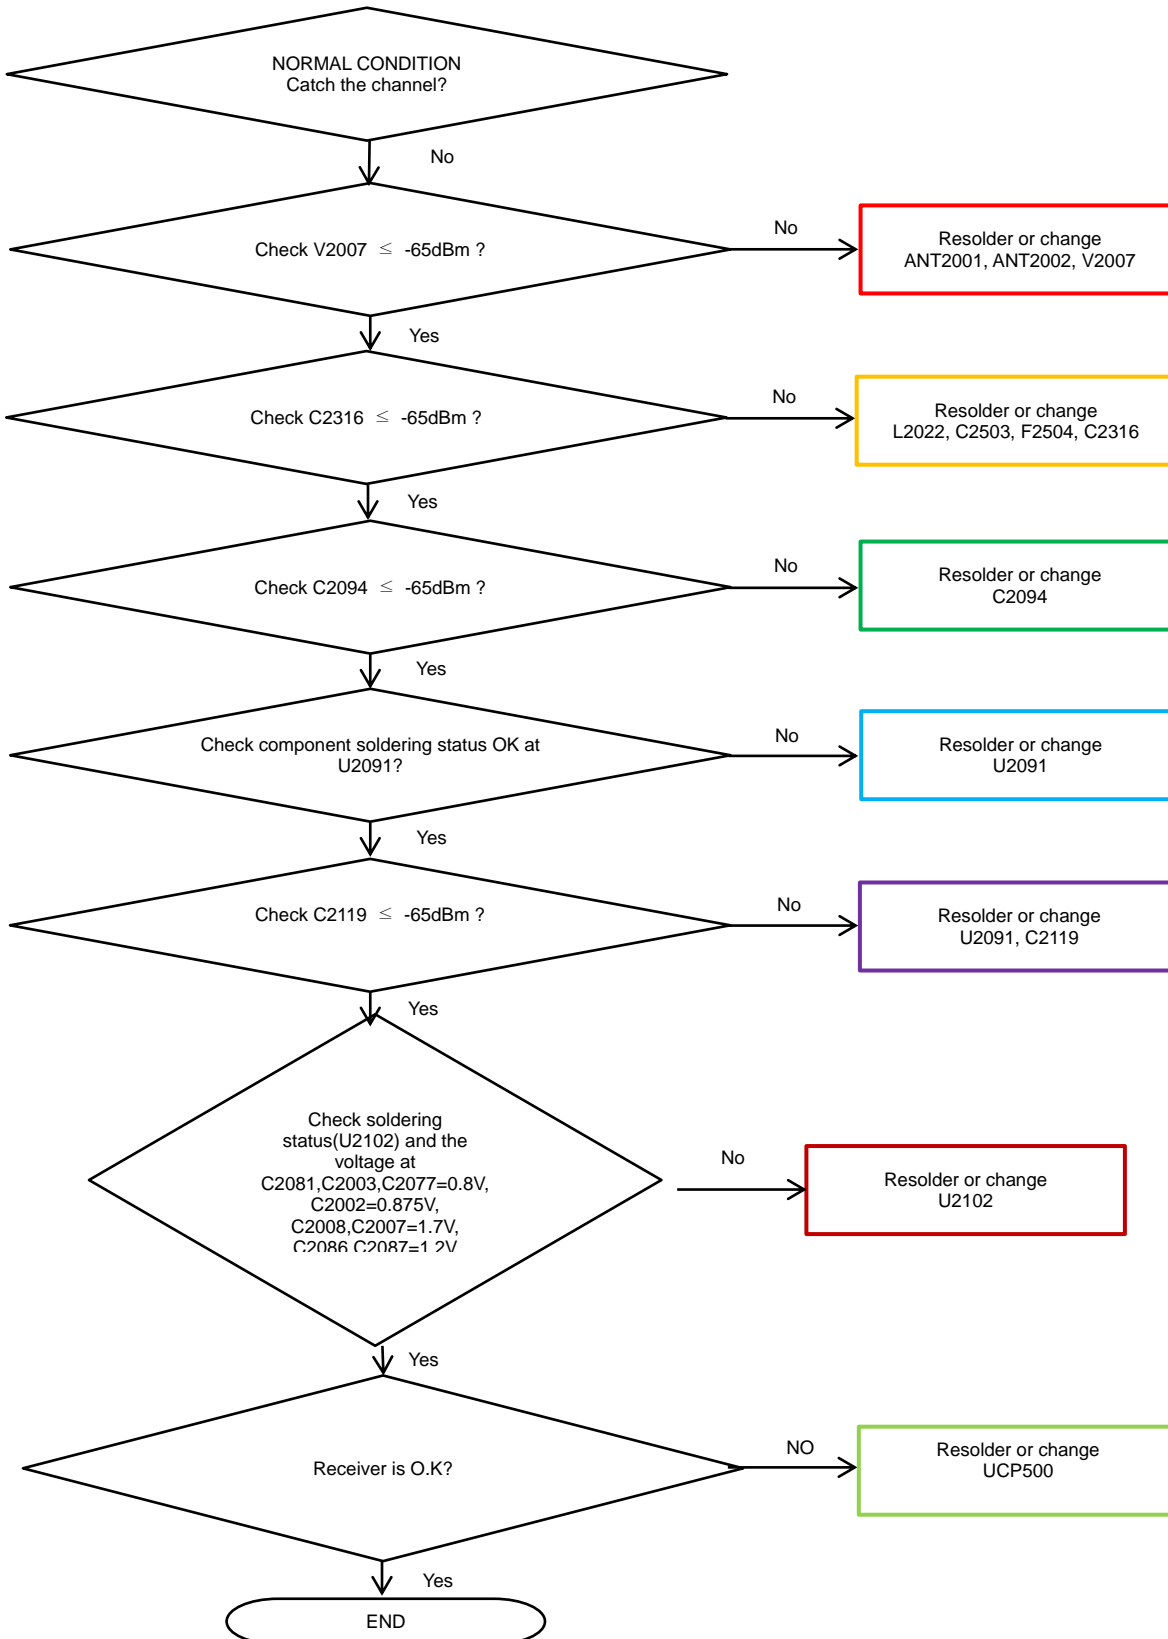 NORMAL CONDITION
Catch the channel?
No
Check V2007 ≤ -65dBm ?
No
Resolder or change
ANT2001, ANT2002, V2007
Yes
Check C2316 ≤ -65dBm ?
No
Resolder or change
L2022, C2503, F2504, C2316
Yes
Check C2094 ≤ -65dBm ?
No
Resolder or change
C2094
Yes
Check component soldering status OK at
U2091?
No
Resolder or change
U2091
Yes
Check C2119 ≤ -65dBm ?
No
Resolder or change
U2091, C2119
Yes
Check soldering
status(U2102) and the
voltage at
C2081,C2003,C2077=0.8V,
C2002=0.875V,
C2008,C2007=1.7V,
C2086,C2087=1.2V
No
Resolder or change
U2102
Yes
Receiver is O.K?
NO
Resolder or change
UCP500
Yes
END